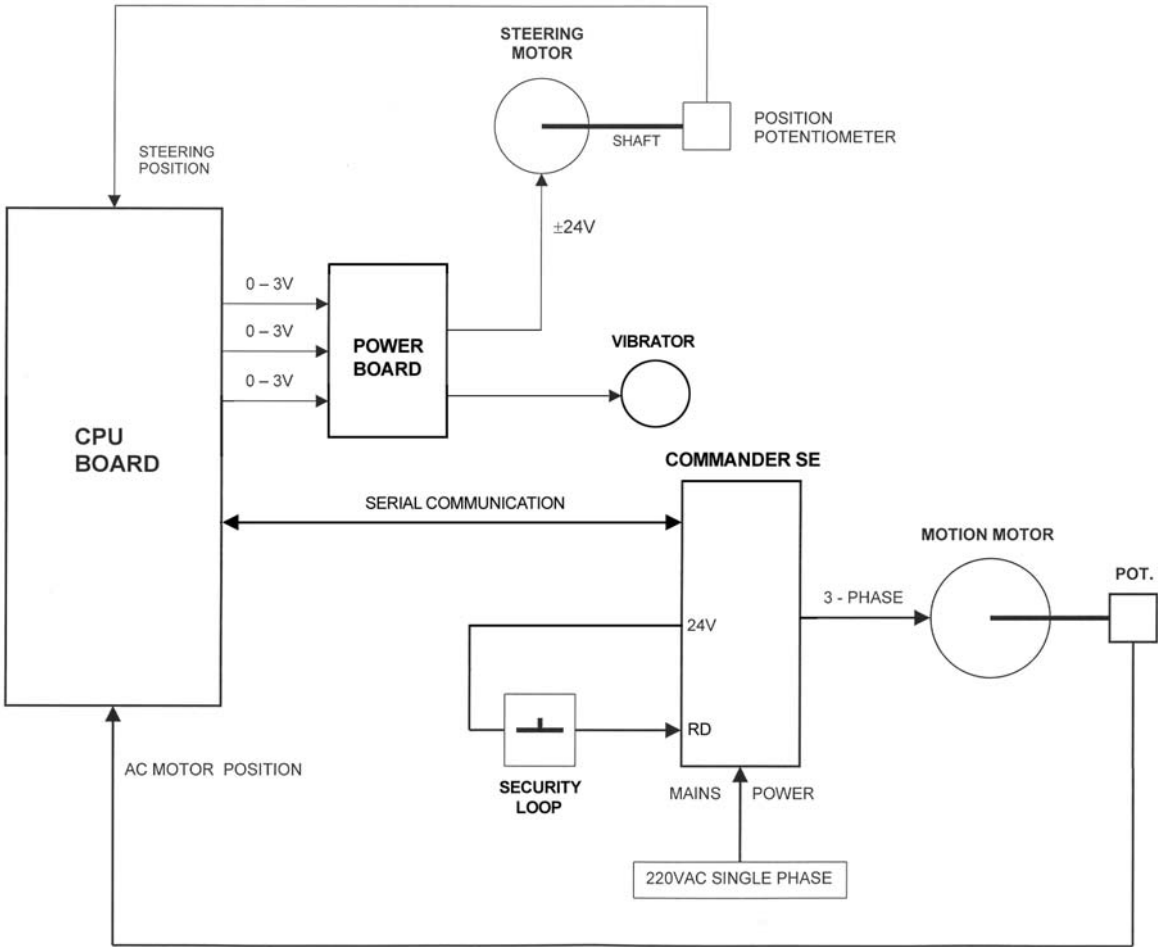 STEERING
MOTOR
SHAFT
POSITION
POTENTIOMETER
STEERING
POSITION
±24V
0 – 3V
0 – 3V
0 – 3V
POWER
BOARD
VIBRATOR
CPU
BOARD
COMMANDER SE
SERIAL COMMUNICATION
MOTION MOTOR
POT.
3 - PHASE
24V
RD
SECURITY
LOOP
AC MOTOR POSITION
MAINS POWER
220VAC SINGLE PHASE